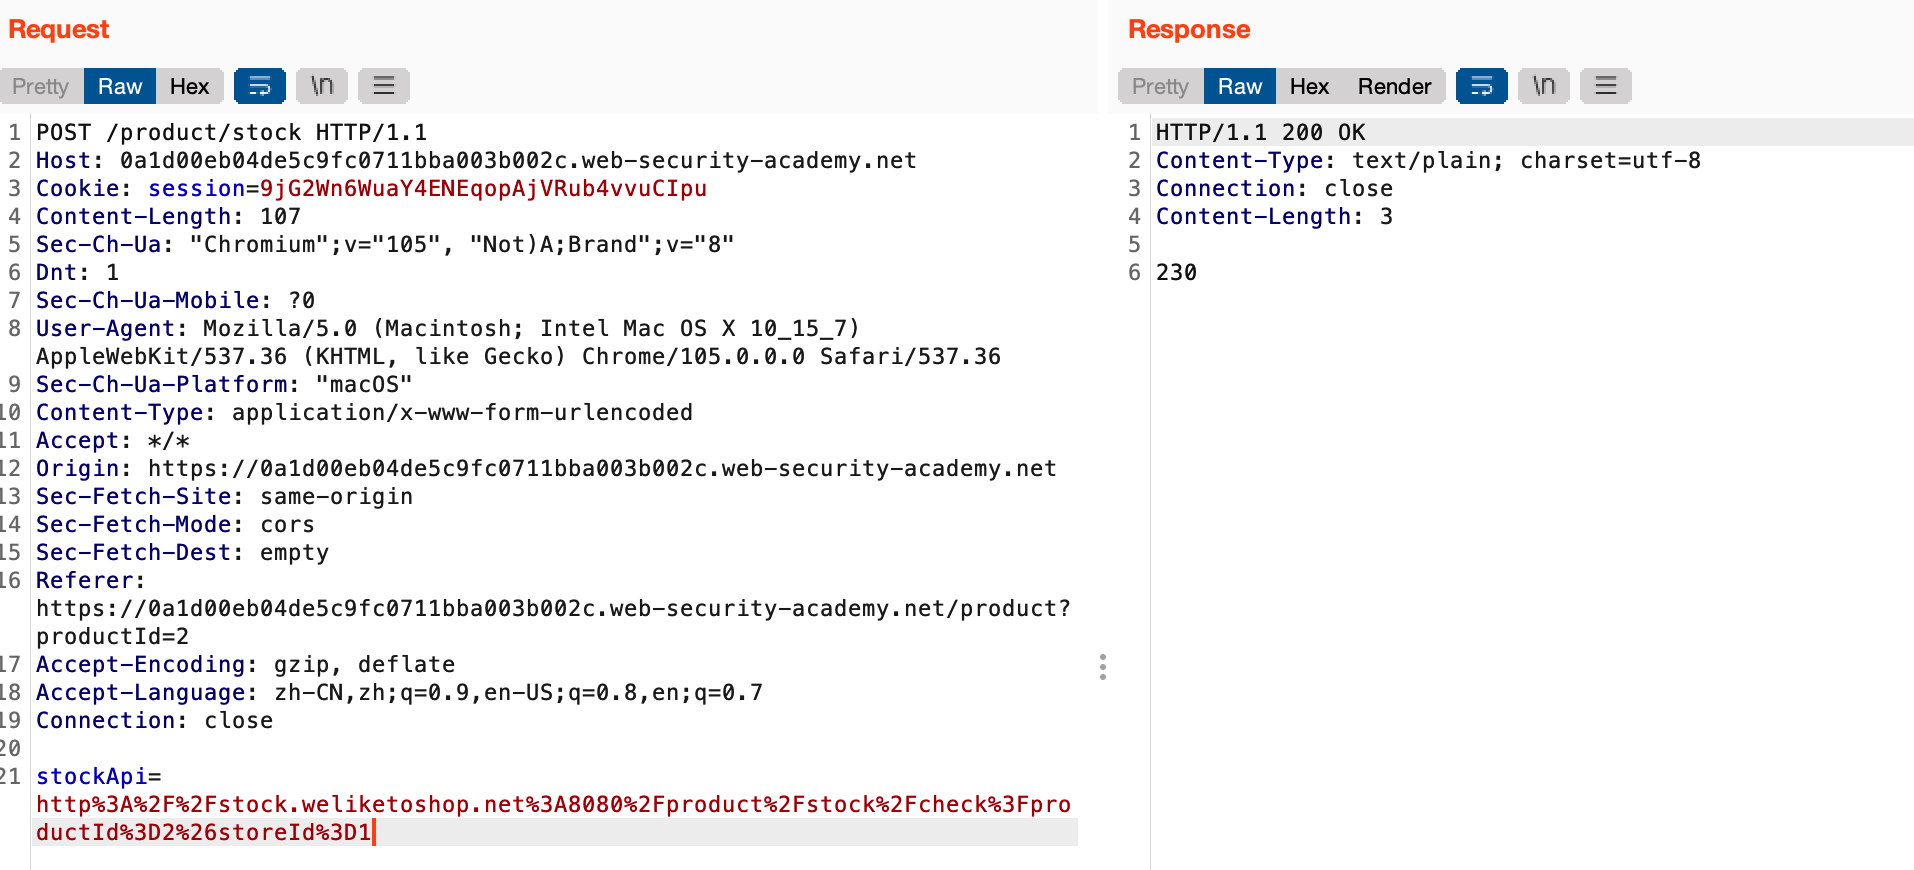 Request
Pretty Raw Hex \n
1 POST /product/stock HTTP/1.1
2 Host: 0a1d00eb04de5c9fc0711bba003b002c.web-security-academy.net
3 Cookie: session=9jG2Wn6WuaY4ENEqopAjVRub4vvuCIpu
4 Content-Length: 107
5 Sec-Ch-Ua: "Chromium";v="105", "Not)A;Brand";v="8"
6 Dnt: 1
7 Sec-Ch-Ua-Mobile: ?0
8 User-Agent: Mozilla/5.0 (Macintosh; Intel Mac OS X 10_15_7)
AppleWebKit/537.36 (KHTML, like Gecko) Chrome/105.0.0.0 Safari/537.36
9 Sec-Ch-Ua-Platform: "macOS"
10 Content-Type: application/x-www-form-urlencoded
11 Accept: */*
12 Origin: https://0a1d00eb04de5c9fc0711bba003b002c.web-security-academy.net
13 Sec-Fetch-Site: same-origin
14 Sec-Fetch-Mode: cors
15 Sec-Fetch-Dest: empty
16 Referer:
https://0a1d00eb04de5c9fc0711bba003b002c.web-security-academy.net/product?
productId=2
17 Accept-Encoding: gzip, deflate
18 Accept-Language: zh-CN,zh;q=0.9,en-US;q=0.8,en;q=0.7
19 Connection: close
20
21 stockApi=
http%3A%2F%2Fstock.weliketoshop.net%3A8080%2Fproduct%2Fstock%2Fcheck%3Fpro
ductId%3D2%26storeId%3D1
Response
Pretty Raw Hex Render \n
1 HTTP/1.1 200 OK
2 Content-Type: text/plain; charset=utf-8
3 Connection: close
4 Content-Length: 3
5
6 230